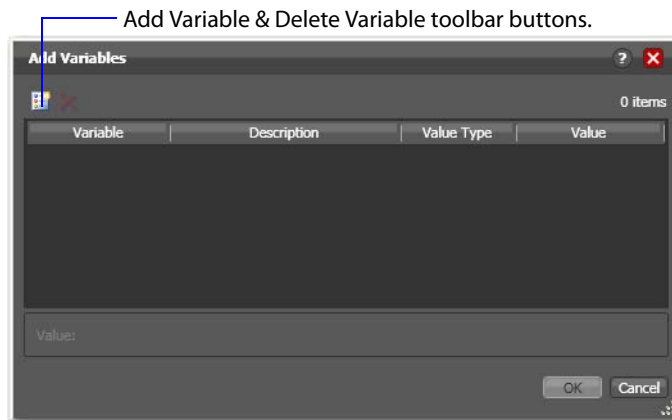 Add Variable & Delete Variable toolbar buttons.
Add Variables ?
0 items
Variable Description Value Type Value
Value:
OK Cancel